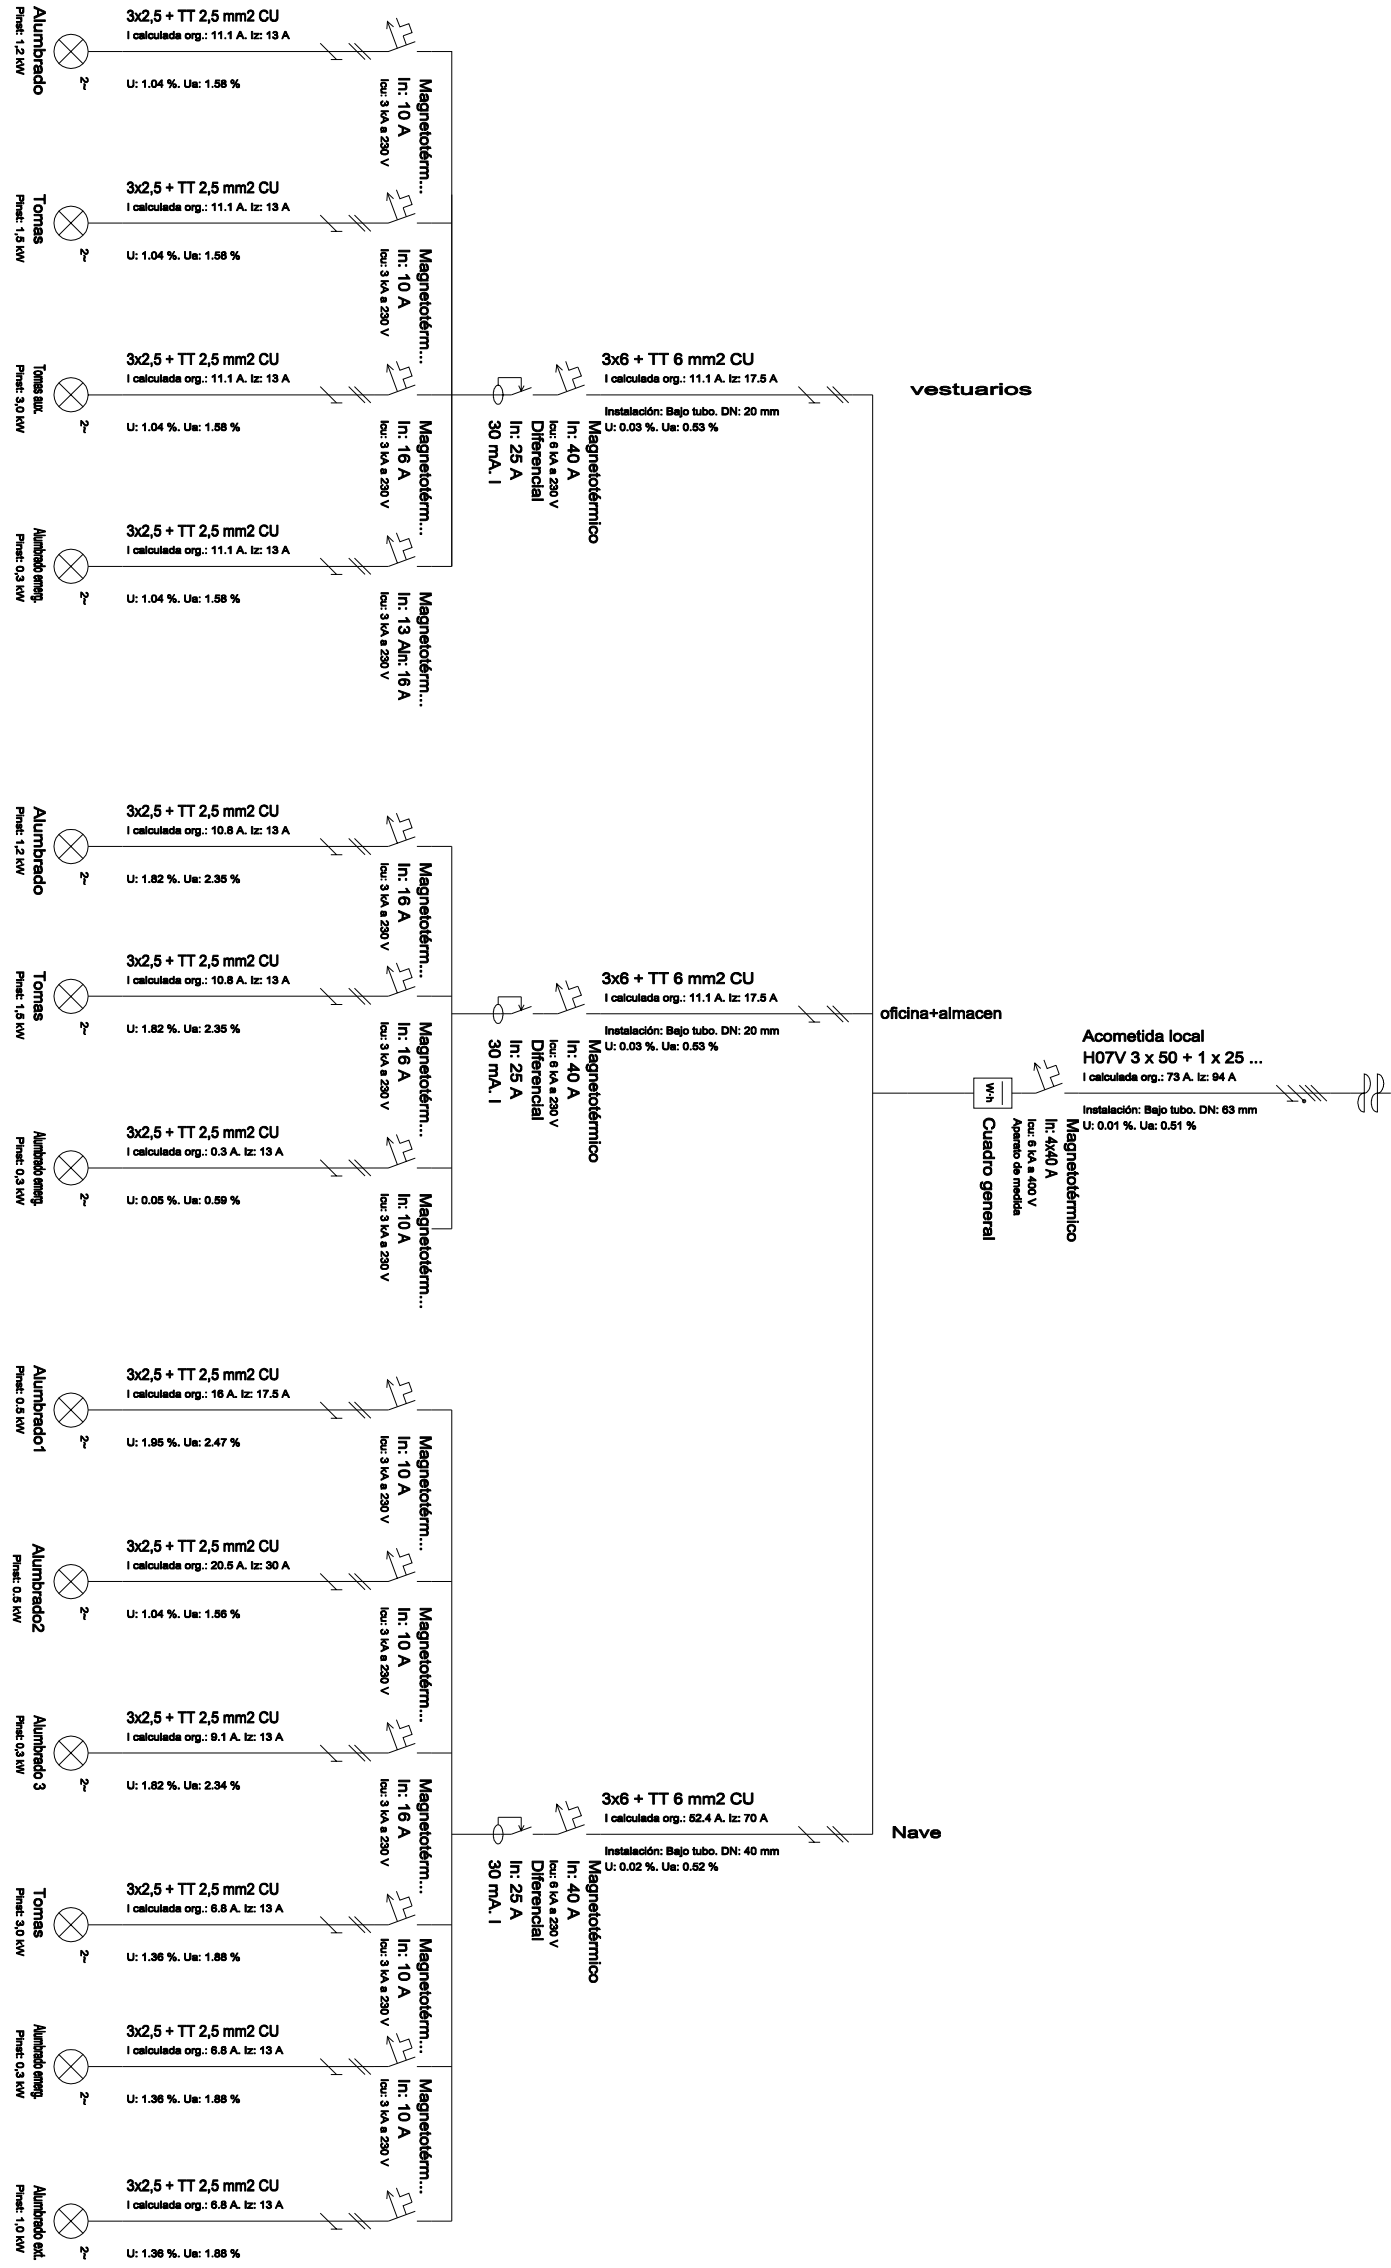 Alumbrado
Pinst: 1,2 kW
2~
3x2,5 + TT 2,5 mm2 CU
I calculada org.: 11.1 A. Iz: 13 A
U: 1.04 %. Ua: 1.58 %
Magnetotérm...
In: 10 A
Icu: 3 kA a 230 V
Tomas
Pinst: 1,5 kW
2~
3x2,5 + TT 2,5 mm2 CU
I calculada org.: 11.1 A. Iz: 13 A
U: 1.04 %. Ua: 1.58 %
Magnetotérm...
In: 10 A
Icu: 3 kA a 230 V
Tomas aux.
Pinst: 3,0 kW
2~
3x2,5 + TT 2,5 mm2 CU
I calculada org.: 11.1 A. Iz: 13 A
U: 1.04 %. Ua: 1.58 %
Magnetotérm...
In: 16 A
Icu: 3 kA a 230 V
Alumbrado emerg.
Pinst: 0,3 kW
2~
3x2,5 + TT 2,5 mm2 CU
I calculada org.: 11.1 A. Iz: 13 A
U: 1.04 %. Ua: 1.58 %
Magnetotérm...
In: 13 AIn: 16 A
Icu: 3 kA a 230 V
3x6 + TT 6 mm2 CU
I calculada org.: 11.1 A. Iz: 17.5 A
Instalación: Bajo tubo. DN: 20 mm
U: 0.03 %. Ua: 0.53 %
Magnetotérmico
In: 40 A
Icu: 6 kA a 230 V
Diferencial
In: 25 A
30 mA. I
vestuarios
Alumbrado
Pinst: 1,2 kW
2~
3x2,5 + TT 2,5 mm2 CU
I calculada org.: 10.8 A. Iz: 13 A
U: 1.82 %. Ua: 2.35 %
Magnetotérm...
In: 16 A
Icu: 3 kA a 230 V
Tomas
Pinst: 1,5 kW
2~
3x2,5 + TT 2,5 mm2 CU
I calculada org.: 10.8 A. Iz: 13 A
U: 1.82 %. Ua: 2.35 %
Magnetotérm...
In: 16 A
Icu: 3 kA a 230 V
Alumbrado emerg.
Pinst: 0,3 kW
2~
3x2,5 + TT 2,5 mm2 CU
I calculada org.: 0.3 A. Iz: 13 A
U: 0.05 %. Ua: 0.59 %
Magnetotérm...
In: 10 A
Icu: 3 kA a 230 V
3x6 + TT 6 mm2 CU
I calculada org.: 11.1 A. Iz: 17.5 A
Instalación: Bajo tubo. DN: 20 mm
U: 0.03 %. Ua: 0.53 %
Magnetotérmico
In: 40 A
Icu: 6 kA a 230 V
Diferencial
In: 25 A
30 mA. I
oficina+almacen
Acometida local
H07V 3 x 50 + 1 x 25 ...
I calculada org.: 73 A. Iz: 94 A
Instalación: Bajo tubo. DN: 63 mm
U: 0.01 %. Ua: 0.51 %
Magnetotérmico
In: 4x40 A
Icu: 6 kA a 400 V
Aparato de medida
W·h
Cuadro general
Alumbrado1
Pinst: 0.5 kW
2~
3x2,5 + TT 2,5 mm2 CU
I calculada org.: 16 A. Iz: 17.5 A
U: 1.95 %. Ua: 2.47 %
Magnetotérm...
In: 10 A
Icu: 3 kA a 230 V
Alumbrado2
Pinst: 0.5 kW
2~
3x2,5 + TT 2,5 mm2 CU
I calculada org.: 20.5 A. Iz: 30 A
U: 1.04 %. Ua: 1.56 %
Magnetotérm...
In: 10 A
Icu: 3 kA a 230 V
Alumbrado 3
Pinst: 0,3 kW
2~
3x2,5 + TT 2,5 mm2 CU
I calculada org.: 9.1 A. Iz: 13 A
U: 1.82 %. Ua: 2.34 %
Magnetotérm...
In: 16 A
Icu: 3 kA a 230 V
Tomas
Pinst: 3,0 kW
2~
3x2,5 + TT 2,5 mm2 CU
I calculada org.: 6.8 A. Iz: 13 A
U: 1.36 %. Ua: 1.88 %
Magnetotérm...
In: 10 A
Icu: 3 kA a 230 V
Alumbrado emerg.
Pinst: 0,3 kW
2~
3x2,5 + TT 2,5 mm2 CU
I calculada org.: 6.8 A. Iz: 13 A
U: 1.36 %. Ua: 1.88 %
Magnetotérm...
In: 10 A
Icu: 3 kA a 230 V
Alumbrado ext.
Pinst: 1,0 kW
2~
3x2,5 + TT 2,5 mm2 CU
I calculada org.: 6.8 A. Iz: 13 A
U: 1.36 %. Ua: 1.88 %
3x6 + TT 6 mm2 CU
I calculada org.: 52.4 A. Iz: 70 A
Instalación: Bajo tubo. DN: 40 mm
U: 0.02 %. Ua: 0.52 %
Magnetotérmico
In: 40 A
Icu: 6 kA a 230 V
Diferencial
In: 25 A
30 mA. I
Nave